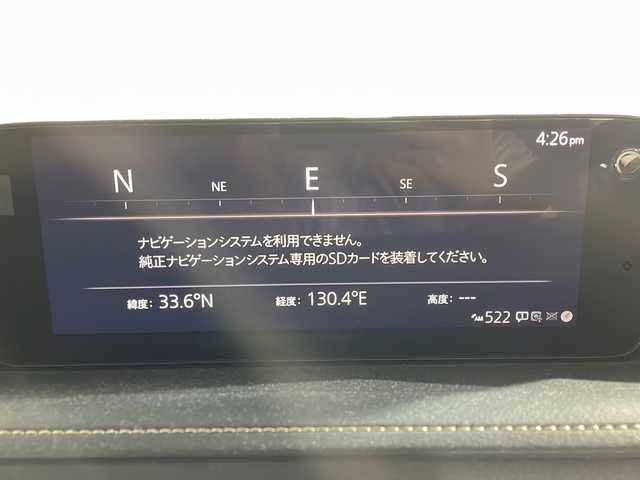 4:26pm
N NE E SE S
ナビゲーションシステムを利用できません。
純正ナビゲーションシステム専用のSDカードを装着してください。
緯度: 33.6°N 経度: 130.4°E 高度: ---
AM 522